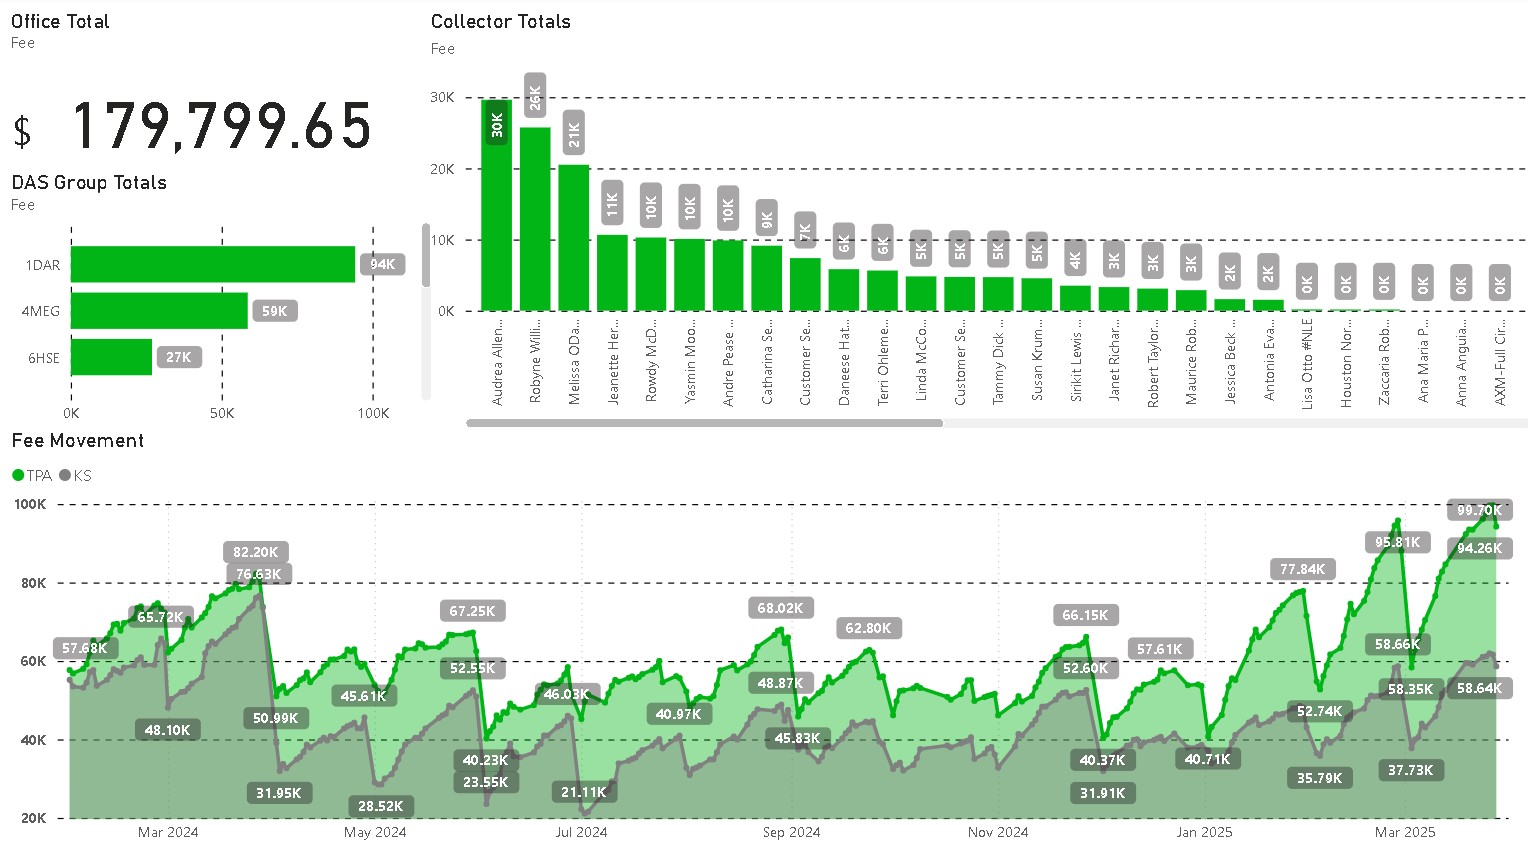 Office Total
Fee
$ 179,799.65
DAS Group Totals
Fee
1DAR 94K
4MEG 59K
6HSE 27K
0K 50K 100K
Collector Totals
Fee
30K
20K
10K
0K
30K 26K 21K 11K 10K 10K 10K 9K 7K 6K 6K 5K 5K 5K 5K 4K 3K 3K 3K 2K 2K 0K 0K 0K 0K 0K 0K
Audrea Allen...
Robyne Willi...
Melissa ODa...
Jeanette Her...
Rowdy McD...
Yasmin Moo...
Andre Pease ...
Catharina Se...
Customer Se...
Daneese Hat...
Terri Ohleme...
Linda McCo...
Customer Se...
Tammy Dick ...
Susan Krum...
Sirikit Lewis ...
Janet Richar...
Robert Taylor...
Maurice Rob...
Jessica Beck ...
Antonia Eva...
Lisa Otto #NLE
Houston Nor...
Zaccaria Rob...
Ana Maria P...
Anna Anguia...
AXM-Full Cir...
Fee Movement
TPA KS
100K
80K
60K
40K
20K
57.68K
65.72K
48.10K
82.20K
76.63K
50.99K
31.95K
45.61K
28.52K
67.25K
52.55K
40.23K
23.55K
46.03K
21.11K
40.97K
68.02K
48.87K
45.83K
62.80K
66.15K
52.60K
40.37K
31.91K
57.61K
40.71K
77.84K
52.74K
35.79K
95.81K
58.66K
58.35K
37.73K
99.70K
94.26K
58.64K
Mar 2024 May 2024 Jul 2024 Sep 2024 Nov 2024 Jan 2025 Mar 2025